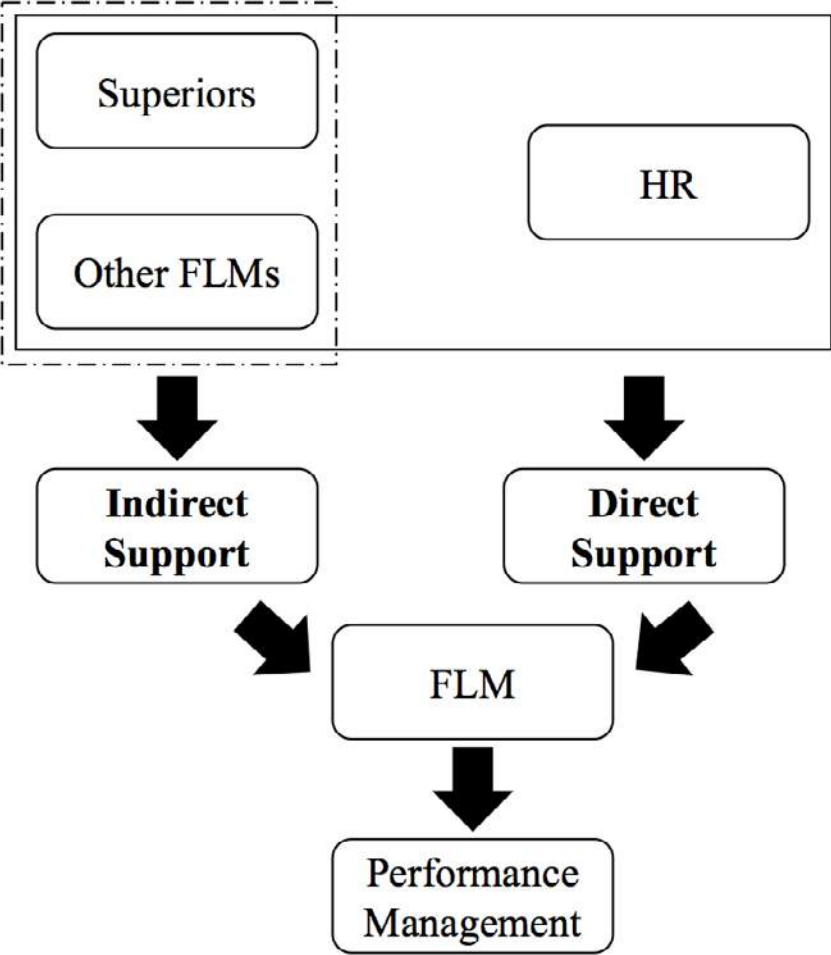 Superiors
HR
Other FLMs
Indirect
Support
Direct
Support
FLM
Performance
Management